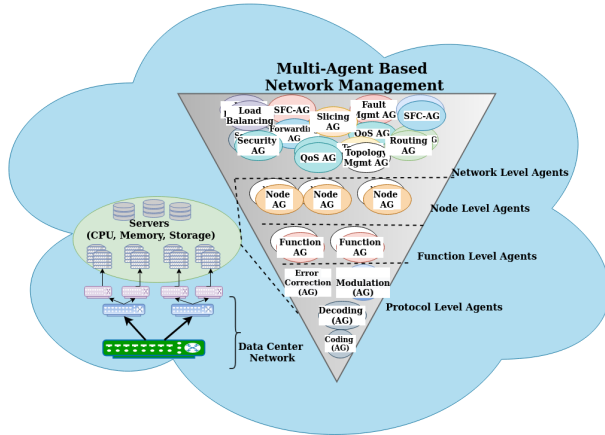 Multi-Agent Based
Network Management
Load
Balancing
SFC-AG
Slicing
AG
Fault
Mgmt AG
SFC-AG
Security
AG
Forwarding
AG
QoS AG
QoS AG
Topology
Mgmt AG
Routing
AG
Network Level Agents
Node
AG
Node
AG
Node
AG
Node Level Agents
Function
AG
Function
AG
Function Level Agents
Error
Correction
(AG)
Modulation
(AG)
Protocol Level Agents
Decoding
(AG)
Coding
(AG)
Servers
(CPU, Memory, Storage)
Data Center
Network